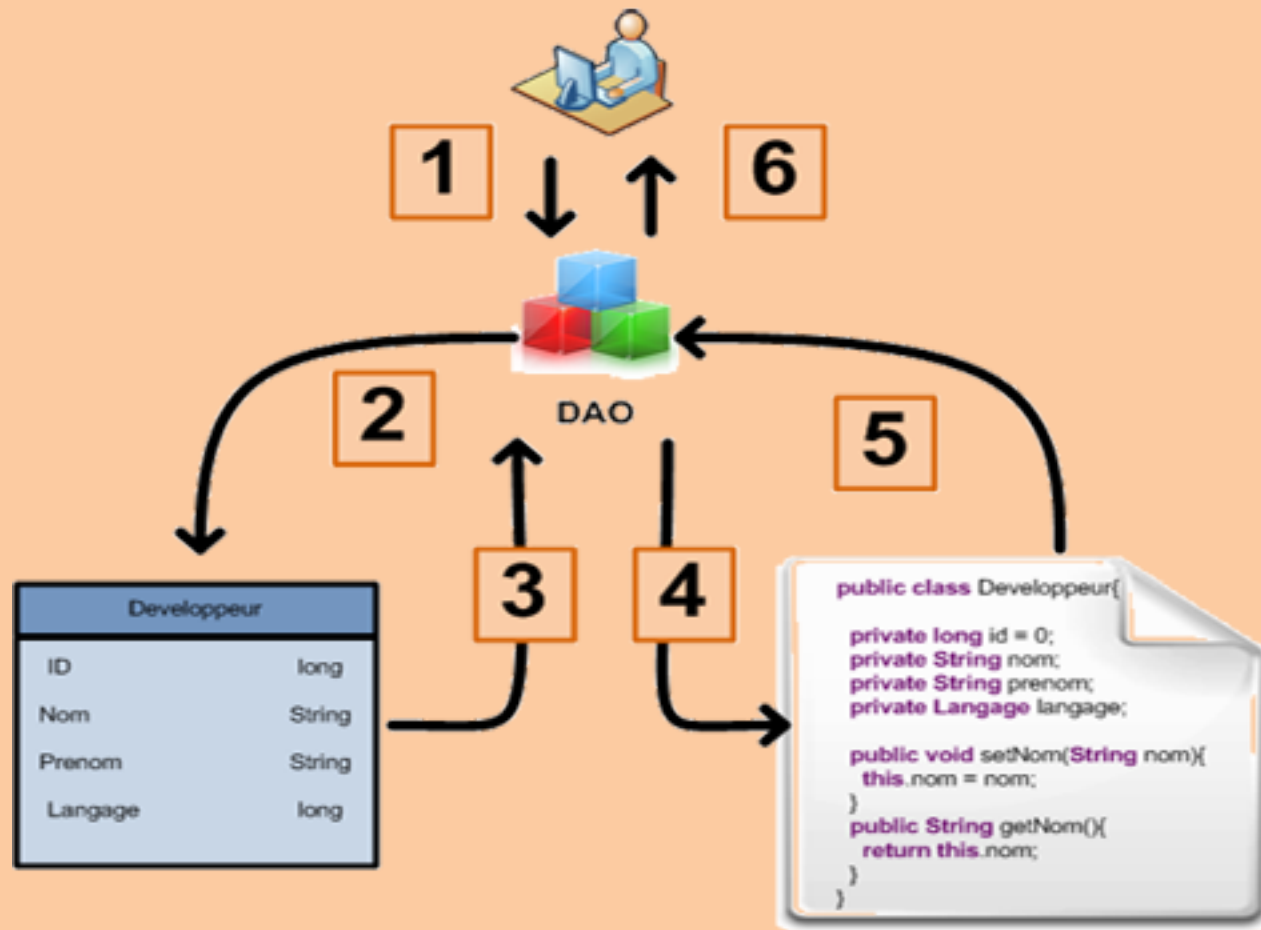 1
6
2
DAO
5
3
4
Developpeur
ID long
Nom String
Prenom String
Langage long
public class Developpeur{
private long id = 0;
private String nom;
private String prenom;
private Langage langage;
public void setNom(String nom){
this.nom = nom;
}
public String getNom(){
return this.nom;
}
}